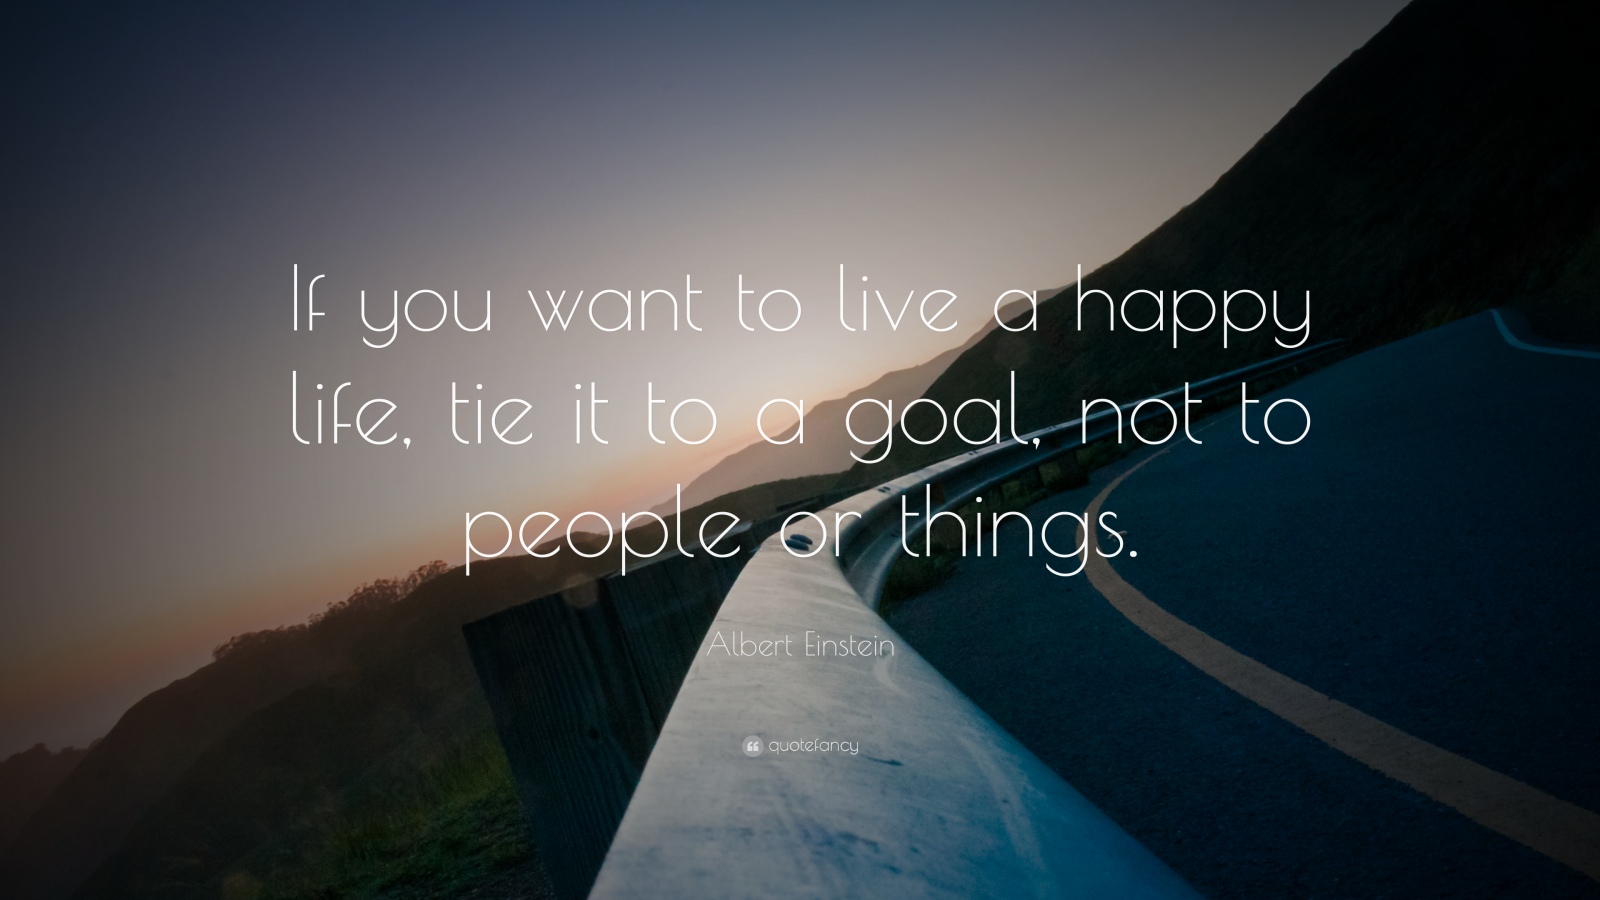 If you want to live a happy
life, tie it to a goal, not to
people or things.
Albert Einstein
quotefancy